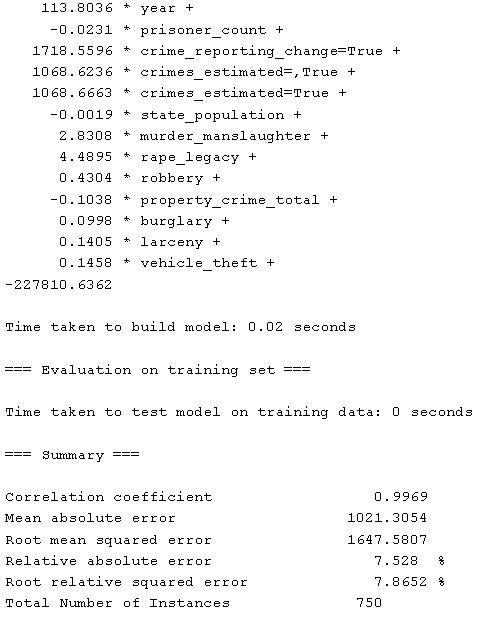 113.8036 * year +
-0.0231 * prisoner_count +
1718.5596 * crime_reporting_change=True +
1068.6236 * crimes_estimated=,True +
1068.6663 * crimes_estimated=True +
-0.0019 * state_population +
2.8308 * murder_manslaughter +
4.4895 * rape_legacy +
0.4304 * robbery +
-0.1038 * property_crime_total +
0.0998 * burglary +
0.1405 * larceny +
0.1458 * vehicle_theft +
-227810.6362
Time taken to build model: 0.02 seconds
=== Evaluation on training set ===
Time taken to test model on training data: 0 seconds
=== Summary ===
Correlation coefficient 0.9969
Mean absolute error 1021.3054
Root mean squared error 1647.5807
Relative absolute error 7.528 %
Root relative squared error 7.8652 %
Total Number of Instances 750